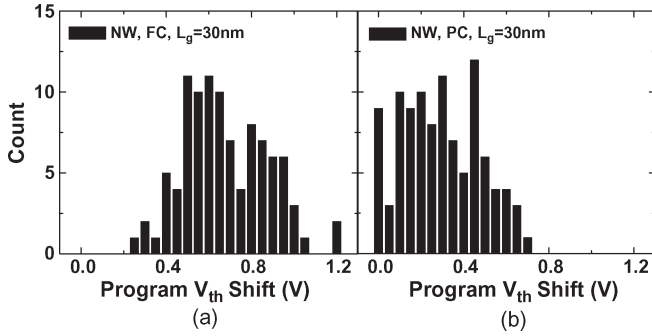 15
10
5
0
Count
NW, FC, Lg=30nm
NW, PC, Lg=30nm
0.0 0.4 0.8 1.2
0.0 0.4 0.8 1.2
Program Vth Shift (V)
Program Vth Shift (V)
(a)
(b)